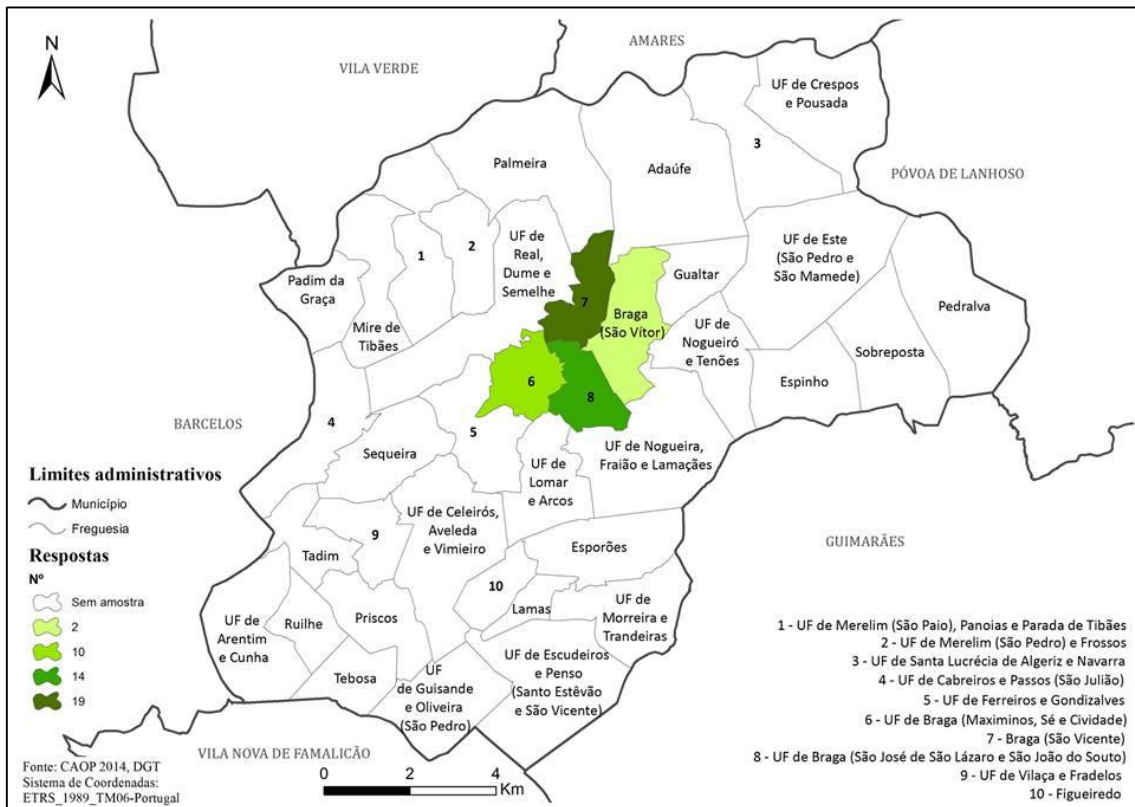 N
AMARES
VILA VERDE
UF de Crespos
e Pousada
3
Palmeira
Adaúfe
PÓVOA DE LANHOSO
1
2
UF de
Real,
Dume e
Semelhe
UF de Este
(São Pedro e
São Mamede)
Padim da
Graça
Gualtar
7
Pedralva
Mire de
Tibães
Braga
(São Vítor)
UF de
Nogueiró
e Tenões
Sobreposta
6
Espinho
8
BARCELOS
4
5
Sequeira
UF de Nogueira,
Fraião e Lamaçães
UF de
Lomar
e Arcos
Limites administrativos
Município
Freguesia
UF de Celeirós,
Aveleda
e Vimieiro
9
GUIMARÃES
Tadim
Esporões
Respostas
Nº
Sem amostra
2
10
14
19
10
Lamas
UF de
Morreira e
Trandeiras
UF de
Arentim
e Cunha
Ruilhe
Priscos
Tebosa
UF
de Guisande
e Oliveira
(São Pedro)
UF de Escudeiros
e Penso
(Santo Estêvão
e São Vicente)
1 - UF de Merelim (São Paio), Panoias e Parada de Tibães
2 - UF de Merelim (São Pedro) e Frossos
3 - UF de Santa Lucrécia de Algeriz e Navarra
4 - UF de Cabreiros e Passos (São Julião)
5 - UF de Ferreiros e Gondizalves
6 - UF de Braga (Maximinos, Sé e Cividade)
7 - Braga (São Vicente)
8 - UF de Braga (São José de São Lázaro e São João do Souto)
9 - UF de Vilaça e Fradelos
10 - Figueiredo
VILA NOVA DE FAMALICÃO
Fonte: CAOP 2014, DGT
Sistema de Coordenadas:
ETRS_1989_TM06-Portugal
0 2 4
Km